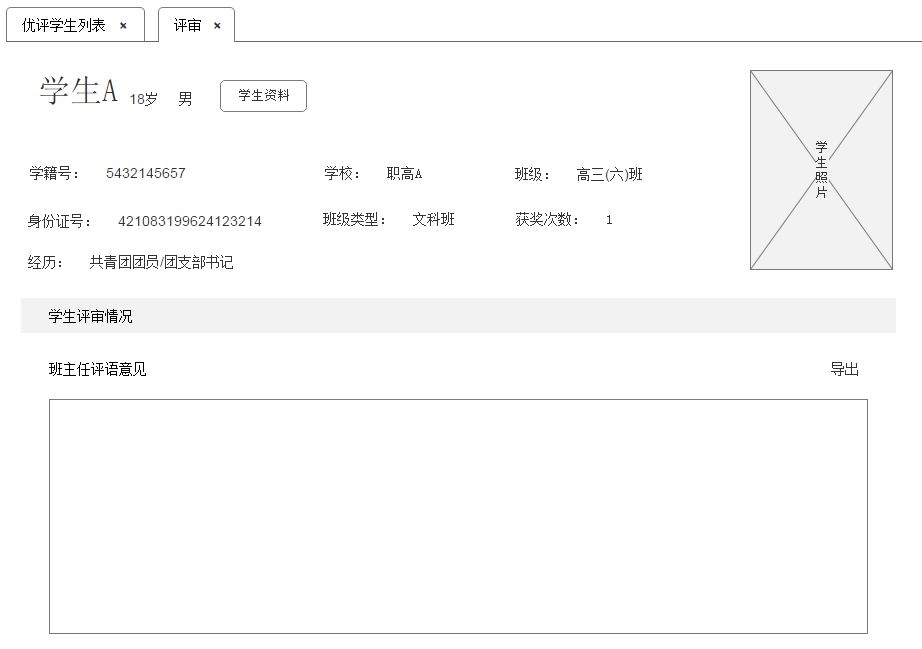 优评学生列表 × 评审 ×
学生A 18岁 男 学生资料
学生照片
学籍号： 5432145657 学校： 职高A 班级： 高三(六)班
身份证号： 421083199624123214 班级类型： 文科班 获奖次数： 1
经历： 共青团团员/团支部书记
学生评审情况
班主任评语意见 导出